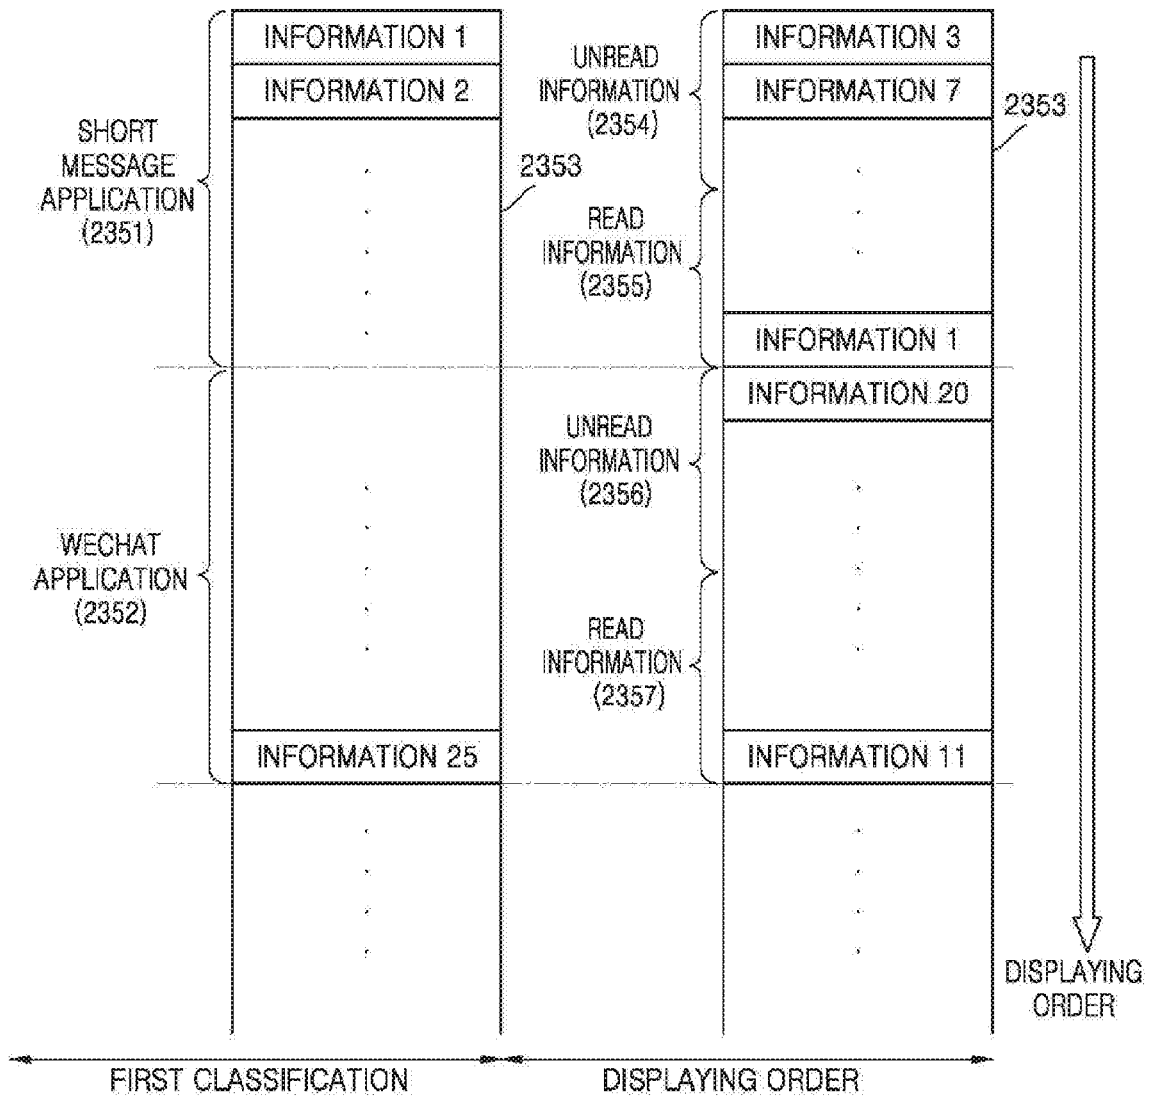 INFORMATION 1
INFORMATION 2
SHORT
MESSAGE
APPLICATION
(2351)
2353
WECHAT
APPLICATION
(2352)
INFORMATION 25
FIRST CLASSIFICATION
INFORMATION 3
INFORMATION 7
UNREAD
INFORMATION
(2354)
2353
READ
INFORMATION
(2355)
INFORMATION 1
INFORMATION 20
UNREAD
INFORMATION
(2356)
READ
INFORMATION
(2357)
INFORMATION 11
DISPLAYING
ORDER
DISPLAYING ORDER